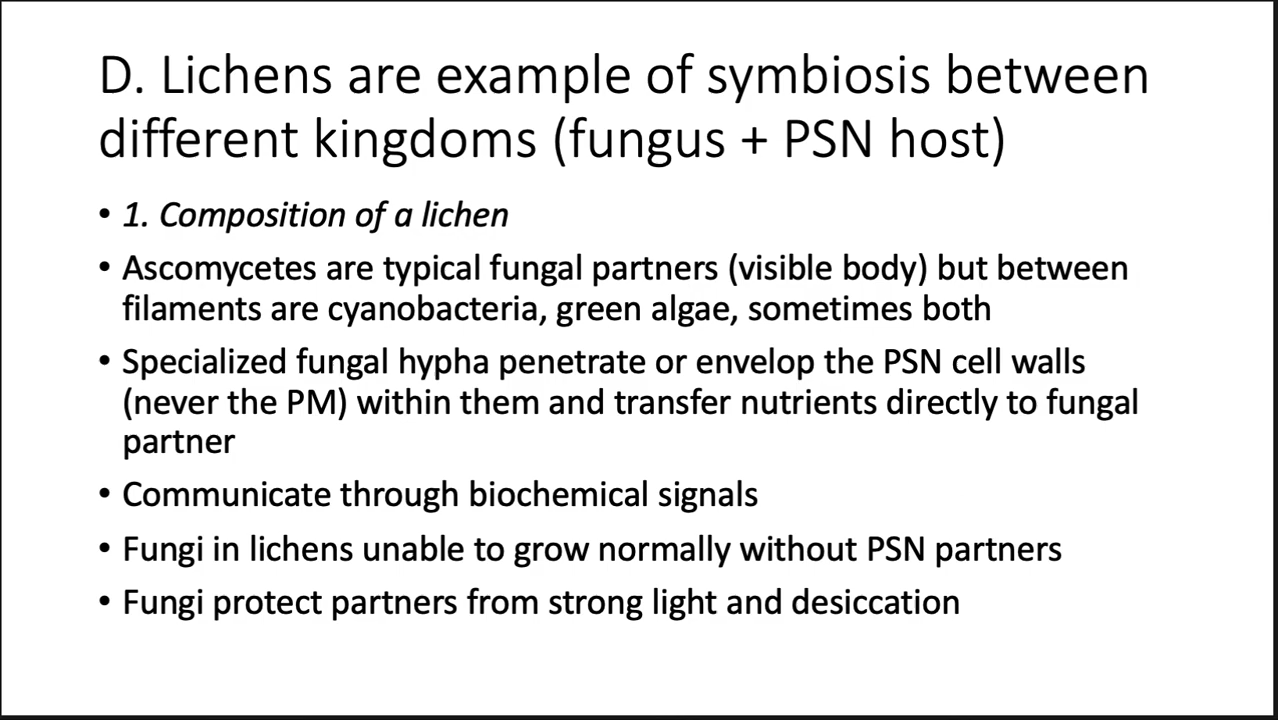 D. Lichens are example of symbiosis between
different kingdoms (fungus + PSN host)
• 1. Composition of a lichen
• Ascomycetes are typical fungal partners (visible body) but between
filaments are cyanobacteria, green algae, sometimes both
• Specialized fungal hypha penetrate or envelop the PSN cell walls
(never the PM) within them and transfer nutrients directly to fungal
partner
• Communicate through biochemical signals
• Fungi in lichens unable to grow normally without PSN partners
• Fungi protect partners from strong light and desiccation